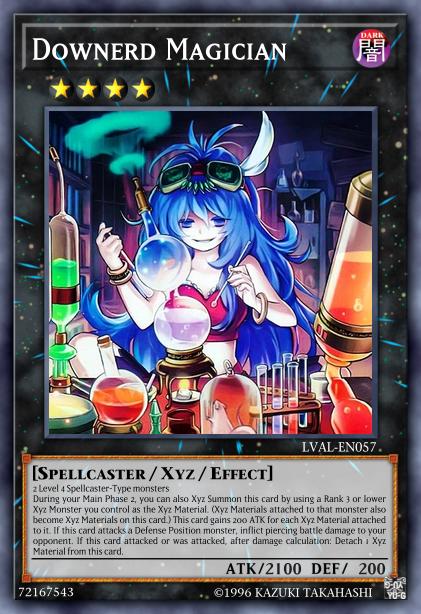 Downerd Magician
DARK
闇
LVAL-EN057
[Spellcaster / Xyz / Effect]
2 Level 4 Spellcaster-Type monsters
During your Main Phase 2, you can also Xyz Summon this card by using a Rank 3 or lower
Xyz Monster you control as the Xyz Material. (Xyz Materials attached to that monster also
become Xyz Materials on this card.) This card gains 200 ATK for each Xyz Material attached
to it. If this card attacks a Defense Position monster, inflict piercing battle damage to your
opponent. If this card attacked or was attacked, after damage calculation: Detach 1 Xyz
Material from this card.
ATK/2100 DEF/ 200
72167543
©1996 KAZUKI TAKAHASHI